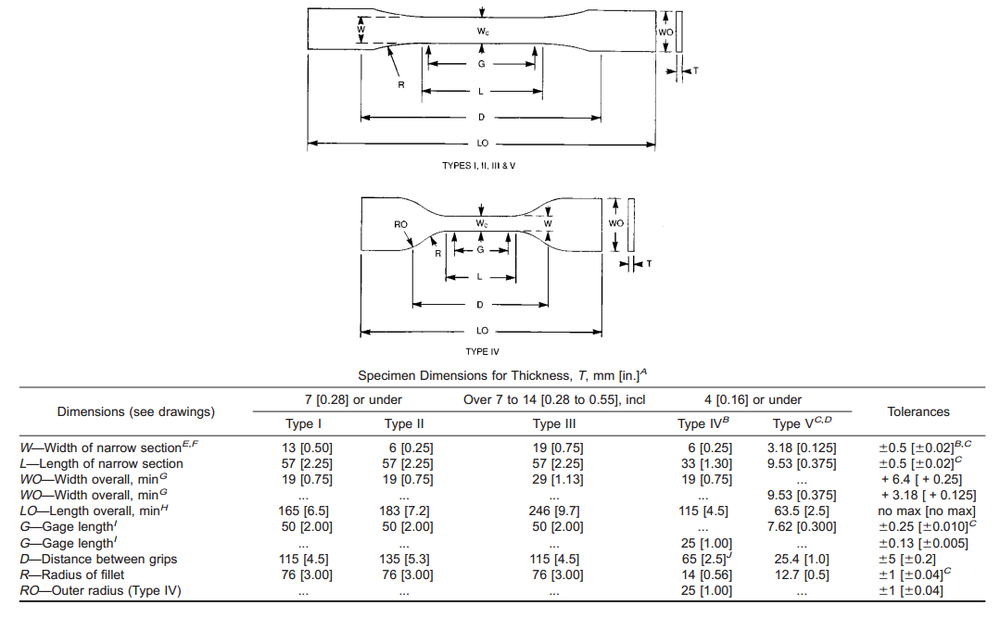 W
Wc
WO
G
T
R
L
D
LO
TYPES I, II, III & V
RO
Wc
W
WO
R
G
T
L
D
LO
TYPE IV
Specimen Dimensions for Thickness, T, mm [in.]A
Dimensions (see drawings) 7 [0.28] or under Over 7 to 14 [0.28 to 0.55], incl 4 [0.16] or under Tolerances
Type I Type II Type III Type IVB Type VC,D
W—Width of narrow sectionE,F 13 [0.50] 6 [0.25] 19 [0.75] 6 [0.25] 3.18 [0.125] ±0.5 [±0.02]B,C
L—Length of narrow section 57 [2.25] 57 [2.25] 57 [2.25] 33 [1.30] 9.53 [0.375] ±0.5 [±0.02]C
WO—Width overall, minG 19 [0.75] 19 [0.75] 29 [1.13] 19 [0.75] ... + 6.4 [ + 0.25]
WO—Width overall, minG ... ... ... ... 9.53 [0.375] + 3.18 [ + 0.125]
LO—Length overall, minH 165 [6.5] 183 [7.2] 246 [9.7] 115 [4.5] 63.5 [2.5] no max [no max]
G—Gage lengthI 50 [2.00] 50 [2.00] 50 [2.00] ... 7.62 [0.300] ±0.25 [±0.010]C
G—Gage lengthI ... ... ... 25 [1.00] ... ±0.13 [±0.005]
D—Distance between grips 115 [4.5] 135 [5.3] 115 [4.5] 65 [2.5]J 25.4 [1.0] ±5 [±0.2]
R—Radius of fillet 76 [3.00] 76 [3.00] 76 [3.00] 14 [0.56] 12.7 [0.5] ±1 [±0.04]C
RO—Outer radius (Type IV) ... ... ... 25 [1.00] ... ±1 [±0.04]